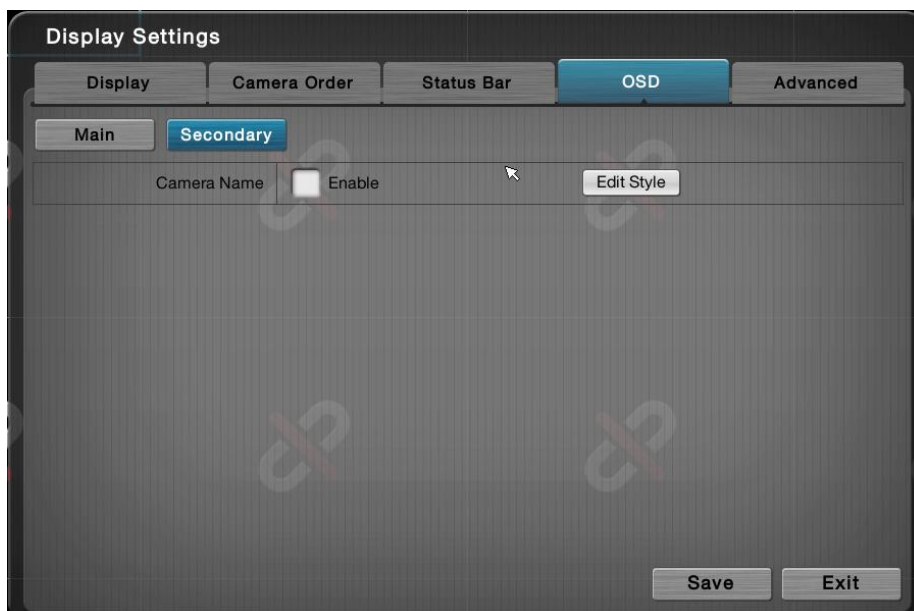 Display Settings
Display Camera Order Status Bar OSD Advanced
Main Secondary
Camera Name Enable Edit Style
Save Exit